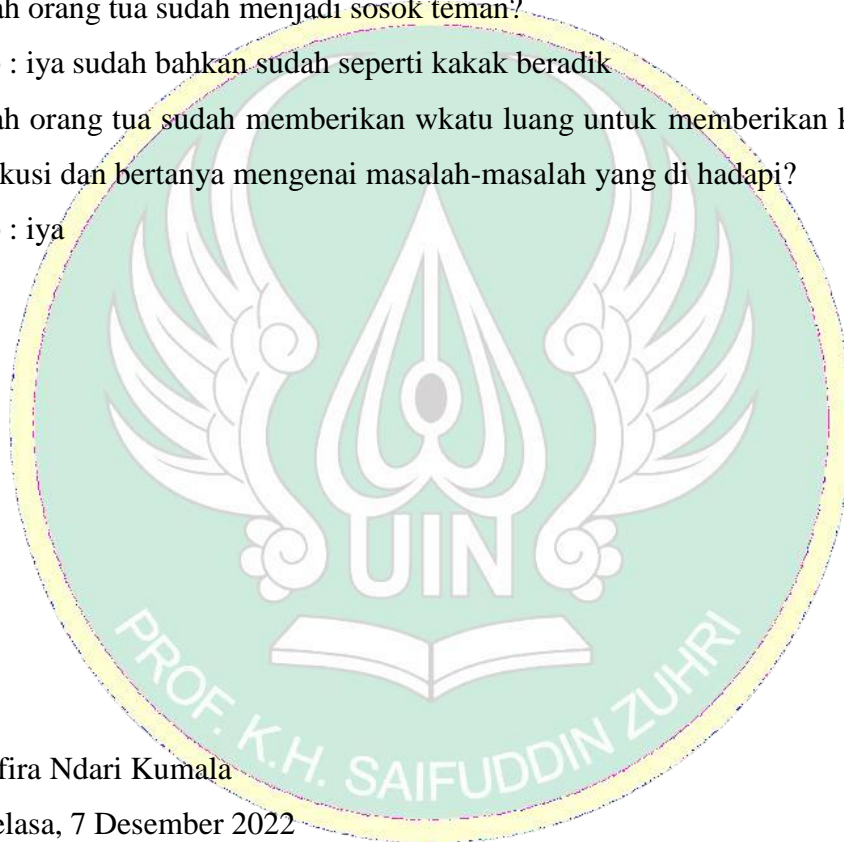 ah orang tua sudah menjadi sosok teman?
: iya sudah bahkan sudah seperti kakak beradik
ah orang tua sudah memberikan wkatu luang untuk memberikan k
kusi dan bertanya mengenai masalah-masalah yang di hadapi?
: iya
UIN
PROF. K.H. SAIFUDDIN ZUHRI
fira Ndari Kumala
elasa, 7 Desember 2022